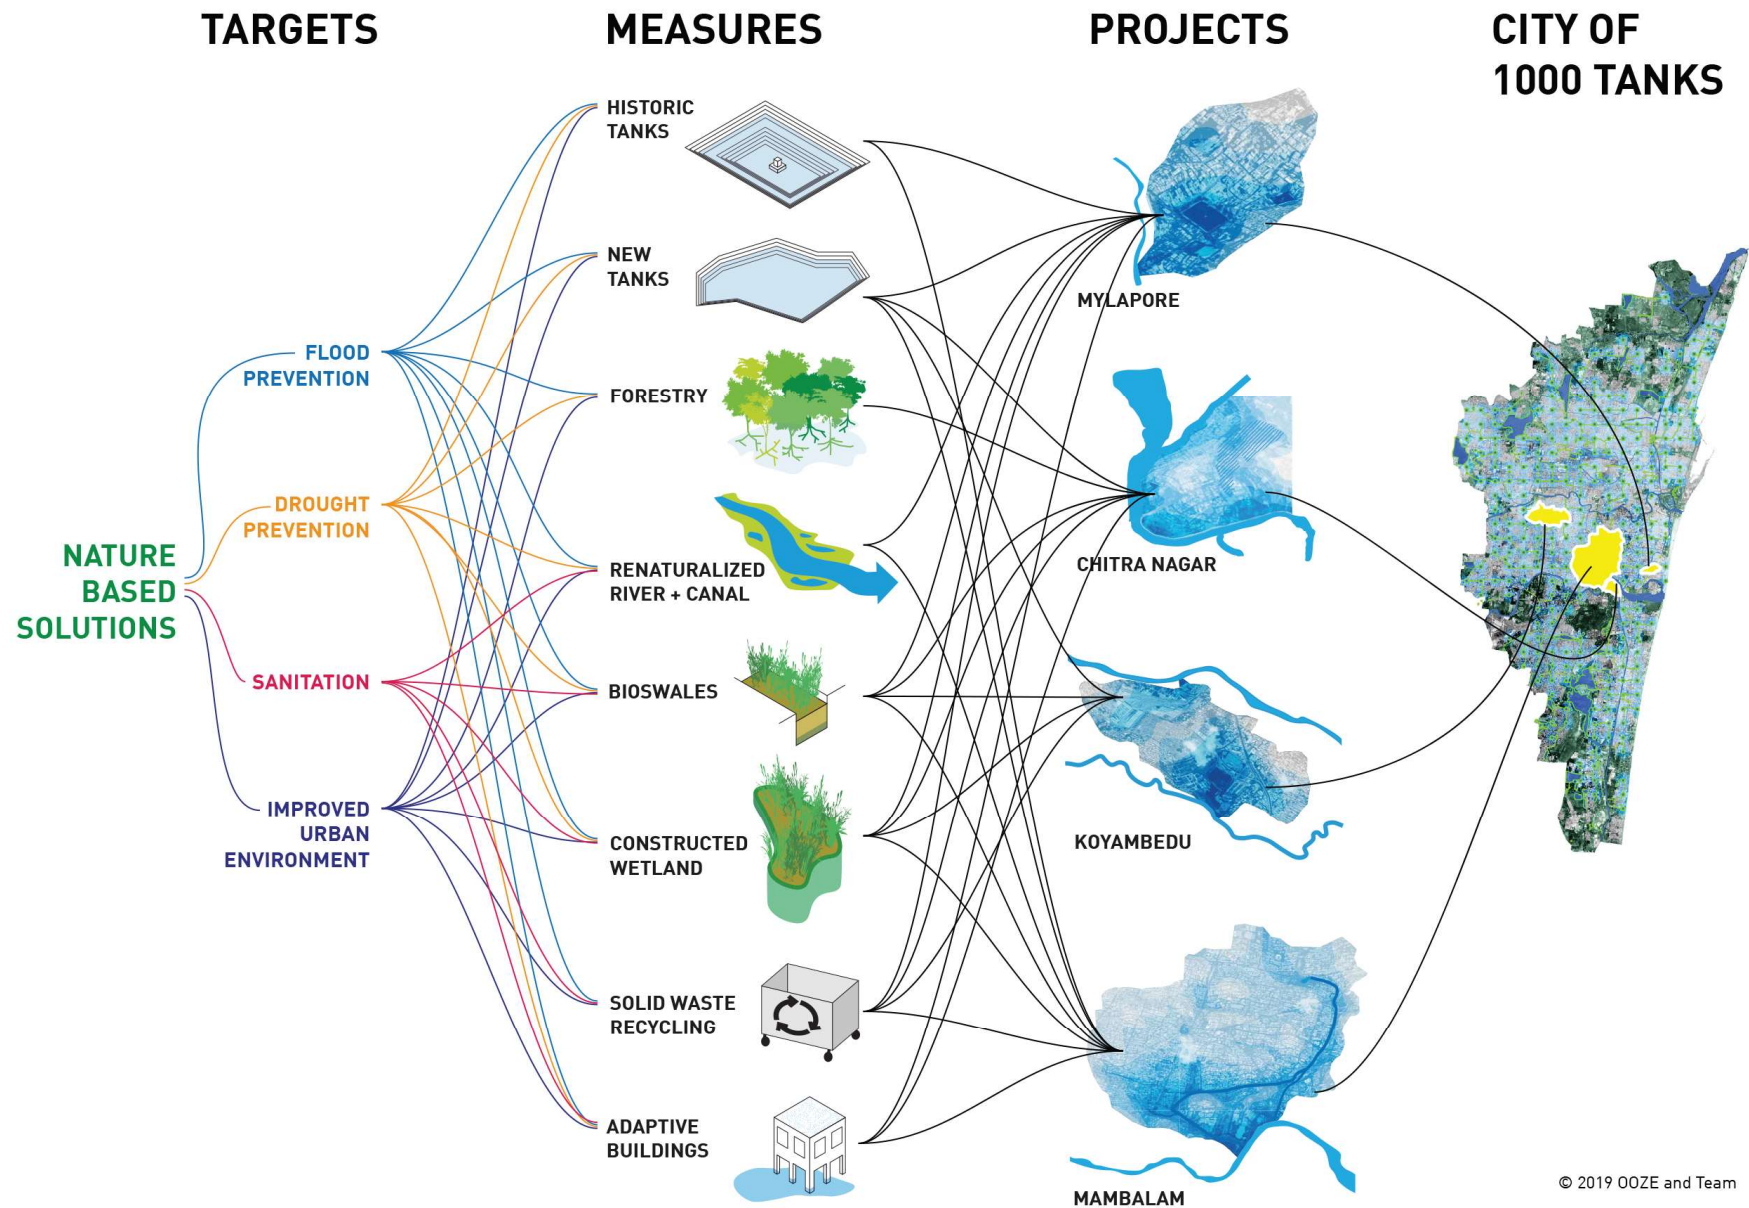 TARGETS
MEASURES
PROJECTS
CITY OF
1000 TANKS
NATURE
BASED
SOLUTIONS
FLOOD
PREVENTION
DROUGHT
PREVENTION
SANITATION
IMPROVED
URBAN
ENVIRONMENT
HISTORIC
TANKS
NEW
TANKS
FORESTRY
RENATURALIZED
RIVER + CANAL
BIOSWALES
CONSTRUCTED
WETLAND
SOLID WASTE
RECYCLING
ADAPTIVE
BUILDINGS
MYLAPORE
CHITRA NAGAR
KOYAMBEDU
MAMBALAM
© 2019 OOZE and Team